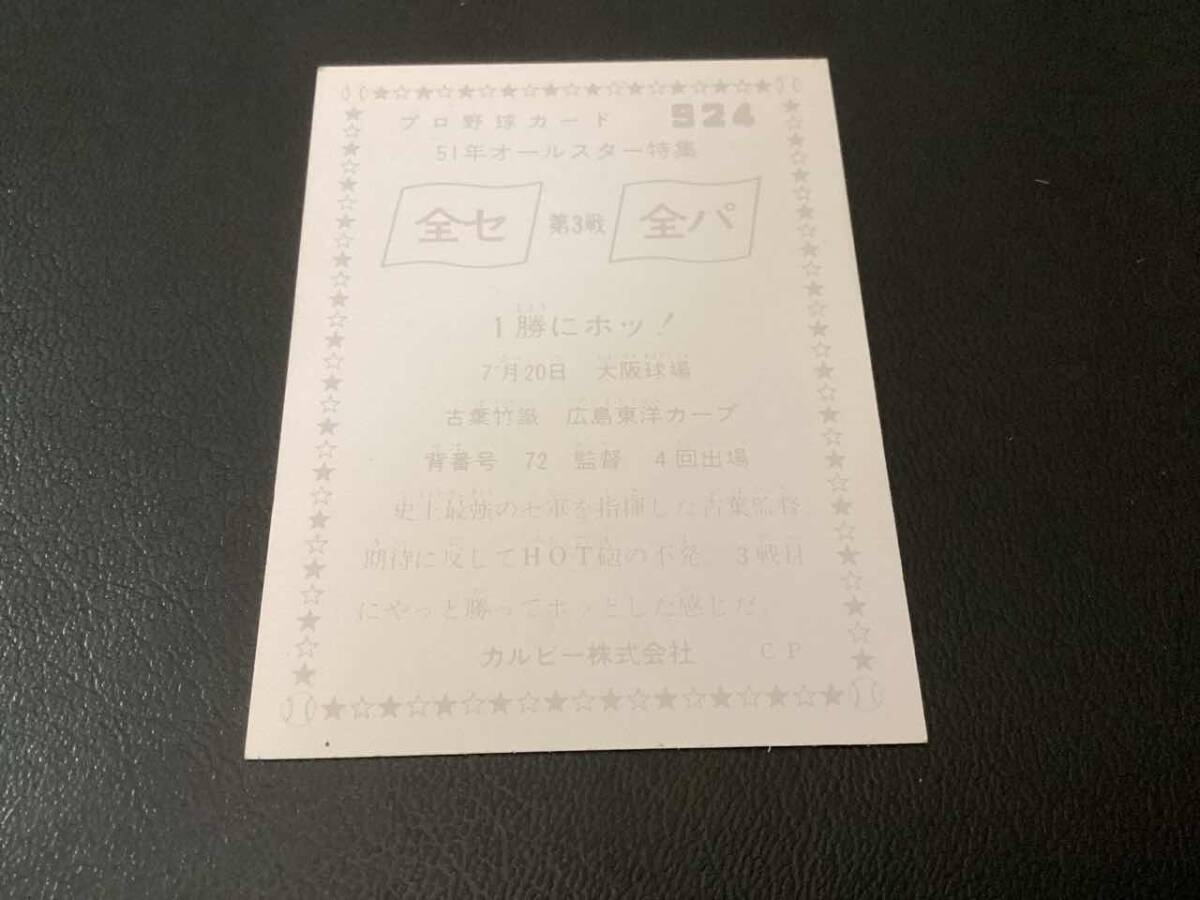 プロ野球カード 924
51年オールスター特集
全セ 第3戦 全パ
1勝にホッ!
7月20日 大阪球場
古葉竹識 広島東洋カープ
背番号 72 監督 4回出場
史上最強のセ軍を指揮した古葉監督。
期待に反してHOT砲の不発。3戦目
にやっと勝ってホッとした感じだ。
カルビー株式会社 CP